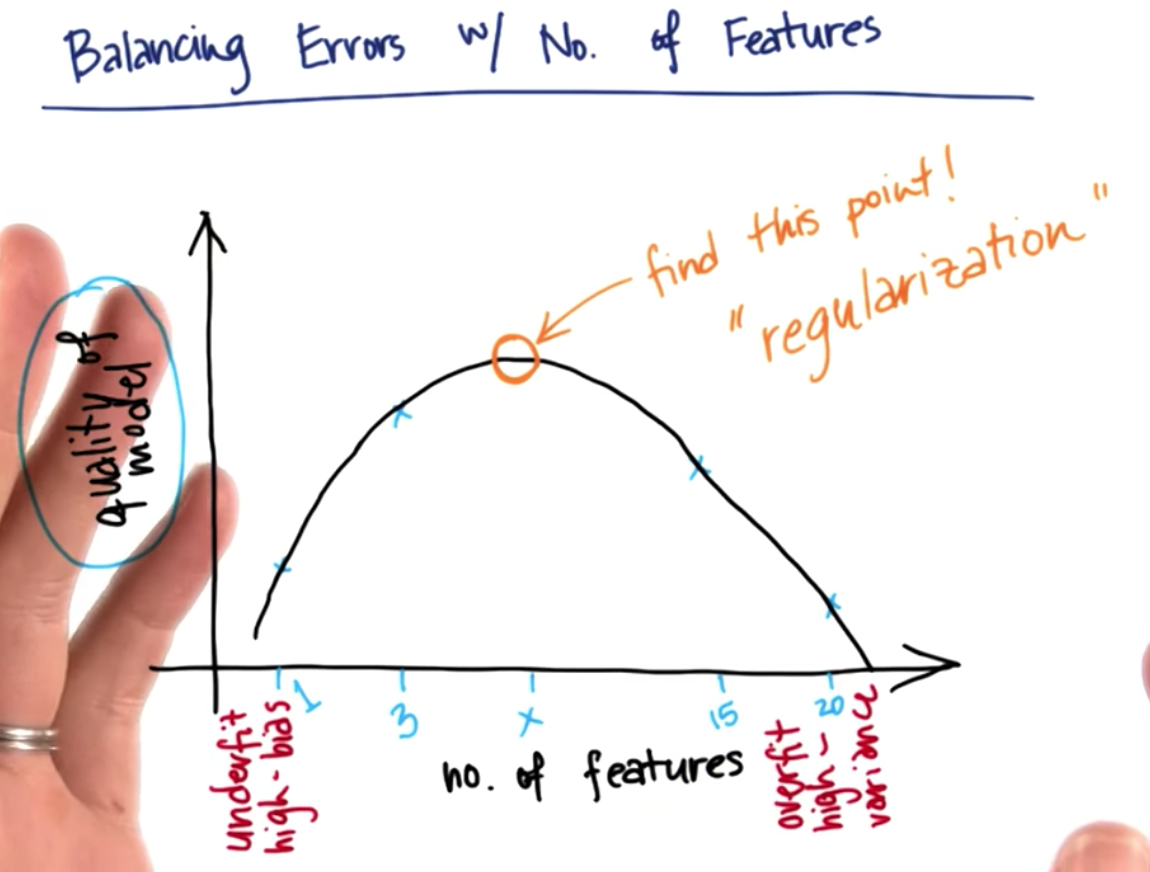 Balancing Errors w/ No. of Features
find this point!
"regularization"
quality of
model
1 3 x 15 20
no. of features
underfit
high-bias
overfit
high-
variance